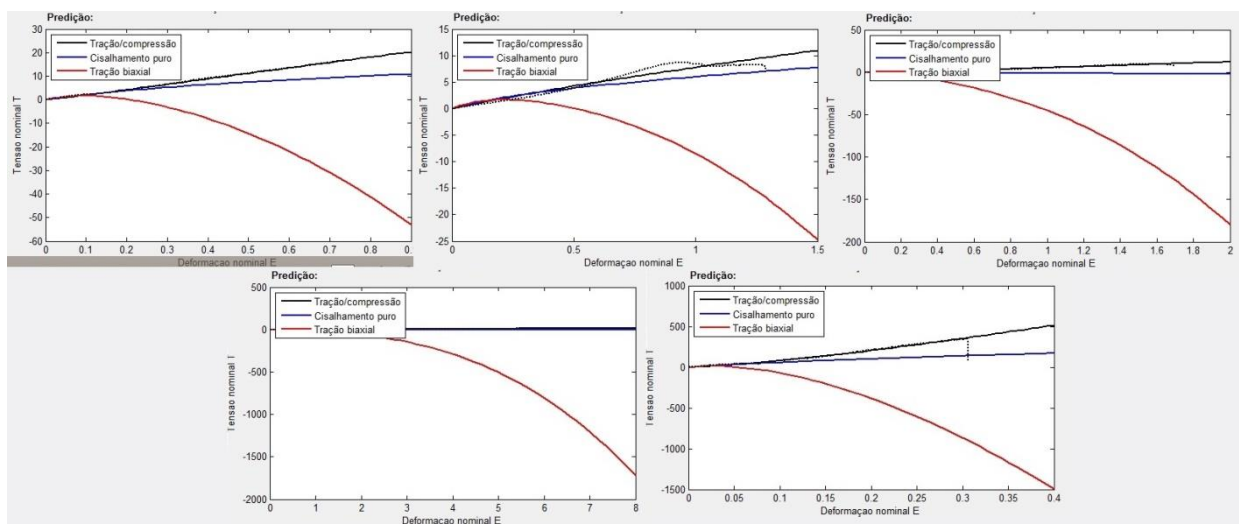 Predição:
30
20
10
0
-10
-20
-30
-40
-50
-60
Tensao nominal T
Tração/compressão
Cisalhamento puro
Tração biaxial
0 0.1 0.2 0.3 0.4 0.5 0.6 0.7 0.8 0.9
Deformaçao nominal E
Predição:
15
10
5
0
-5
-10
-15
-20
-25
Tensao nominal T
Tração/compressão
Cisalhamento puro
Tração biaxial
0 0.5 1 1.5
Deformaçao nominal E
Predição:
50
0
-50
-100
-150
-200
Tensao nominal T
Tração/compressão
Cisalhamento puro
Tração biaxial
0 0.2 0.4 0.6 0.8 1 1.2 1.4 1.6 1.8 2
Deformaçao nominal E
Predição:
500
0
-500
-1000
-1500
-2000
Tensao nominal T
Tração/compressão
Cisalhamento puro
Tração biaxial
0 1 2 3 4 5 6 7 8
Deformaçao nominal E
Predição:
1000
500
0
-500
-1000
-1500
Tensao nominal T
Tração/compressão
Cisalhamento puro
Tração biaxial
0 0.05 0.1 0.15 0.2 0.25 0.3 0.35 0.4
Deformaçao nominal E